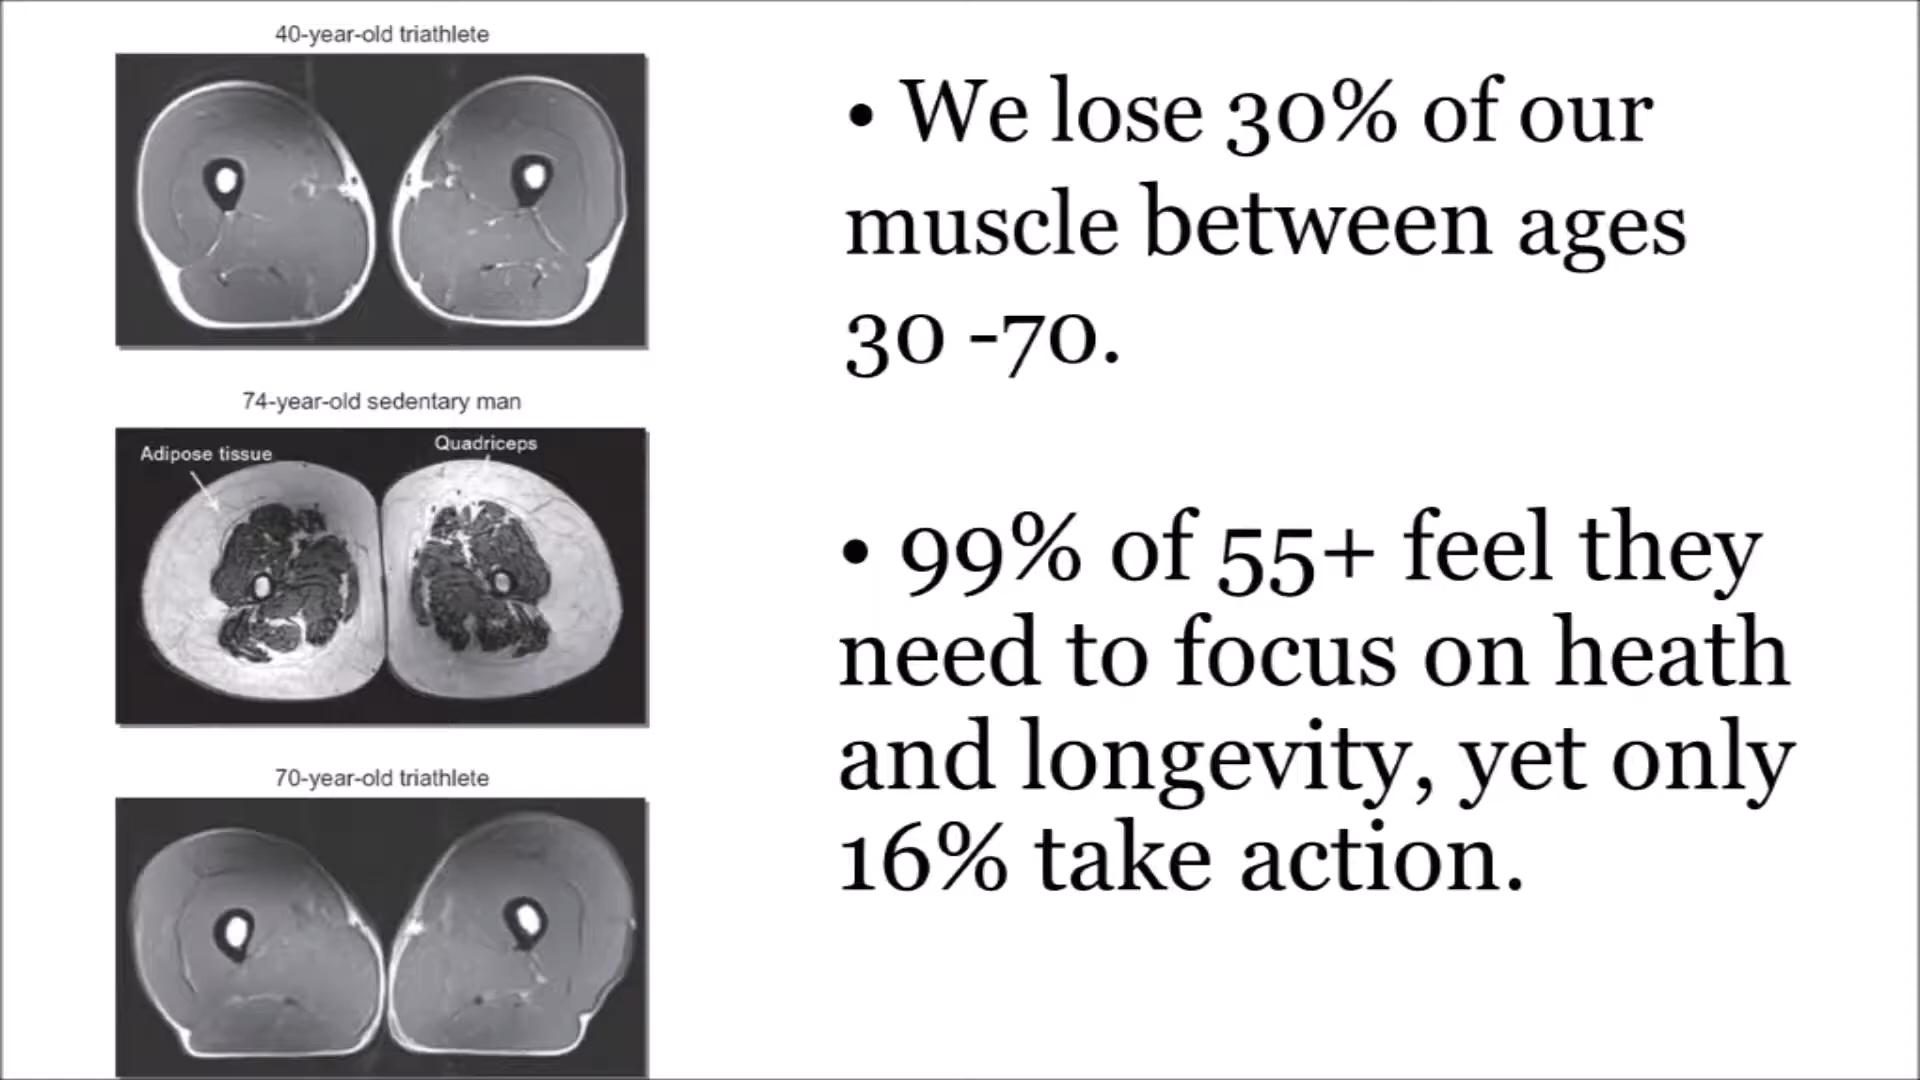 40-year-old triathlete
74-year-old sedentary man
Adipose tissue
Quadriceps
70-year-old triathlete
• We lose 30% of our
muscle between ages
30 -70.
• 99% of 55+ feel they
need to focus on heath
and longevity, yet only
16% take action.